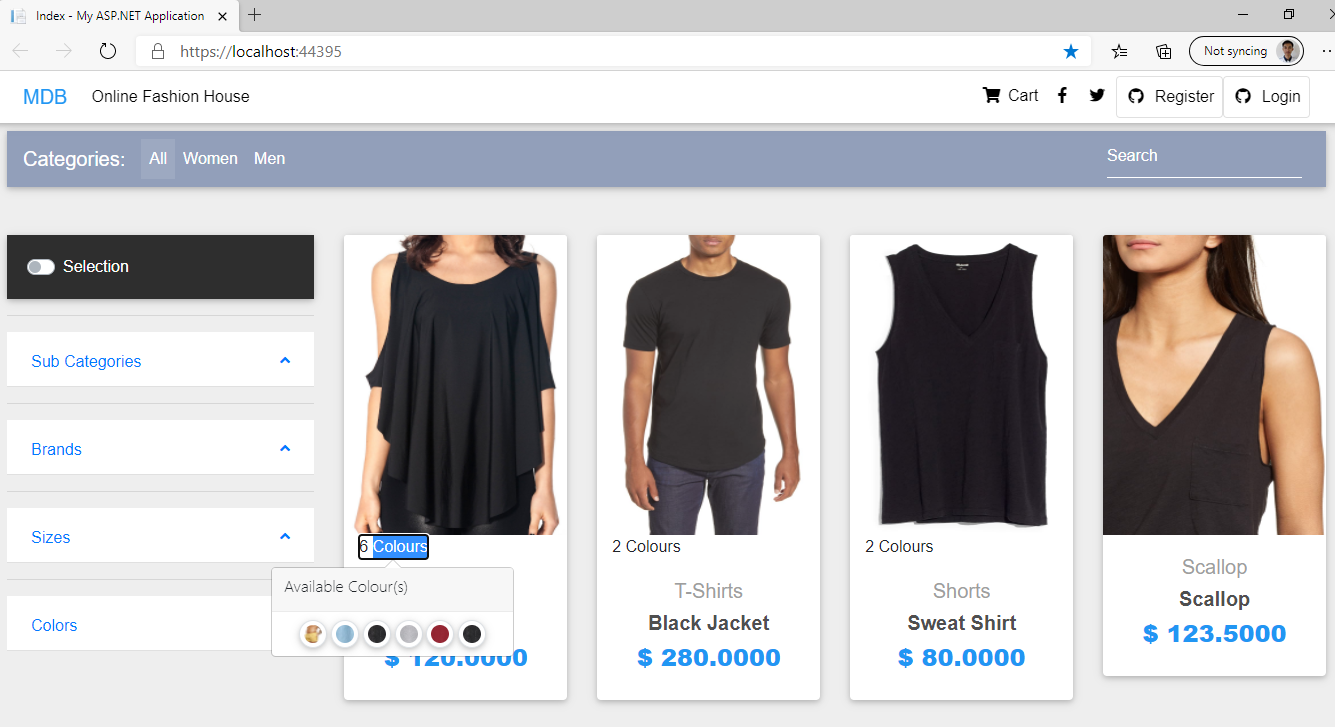 Index - My ASP.NET Application
https://localhost:44395
Not syncing
MDB Online Fashion House
Cart
Register
Login
Categories: All Women Men
Search
Selection
Sub Categories
Brands
Sizes
Colors
6 Colours
Available Colour(s)
$ 120.0000
2 Colours
T-Shirts
Black Jacket
$ 280.0000
2 Colours
Shorts
Sweat Shirt
$ 80.0000
Scallop
Scallop
$ 123.5000